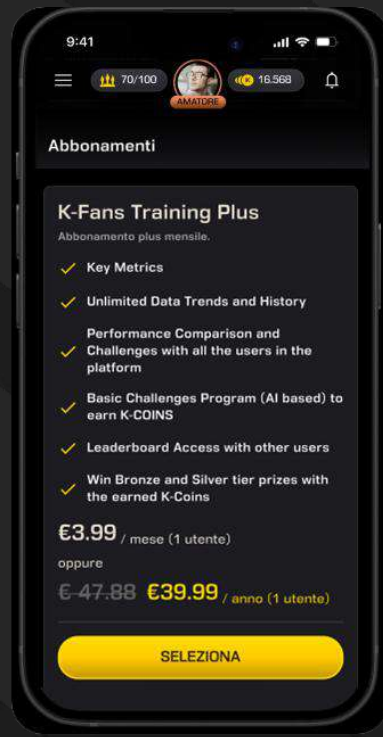 9:41
70/100
16.568
AMATORE
Abbonamenti
K-Fans Training Plus
Abbonamento plus mensile.
Key Metrics
Unlimited Data Trends and History
Performance Comparison and
Challenges with all the users in the
platform
Basic Challenges Program (AI based) to
earn K-COINS
Leaderboard Access with other users
Win Bronze and Silver tier prizes with
the earned K-Coins
€3.99 / mese (1 utente)
oppure
€ 47.88 €39.99 / anno (1 utente)
SELEZIONA